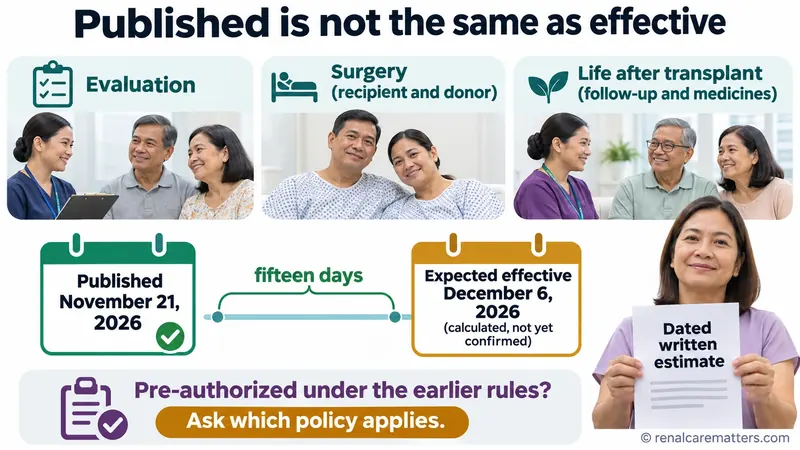 Published is not the same as effective
Evaluation
Surgery
(recipient and donor)
Life after transplant
(follow-up and medicines)
Published
November 21,
2026
fifteen days
Expected effective
December 6,
2026
(calculated, not yet
confirmed)
Dated
written
estimate
Pre-authorized under the earlier rules?
Ask which policy applies.
© renalcarematters.com